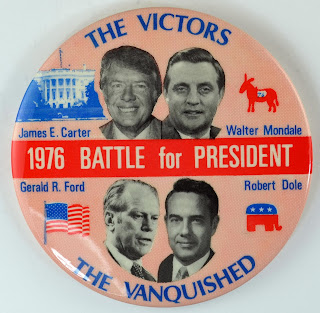 THE VICTORS
James E. Carter
Walter Mondale
1976 BATTLE for PRESIDENT
Gerald R. Ford
Robert Dole
THE VANQUISHED